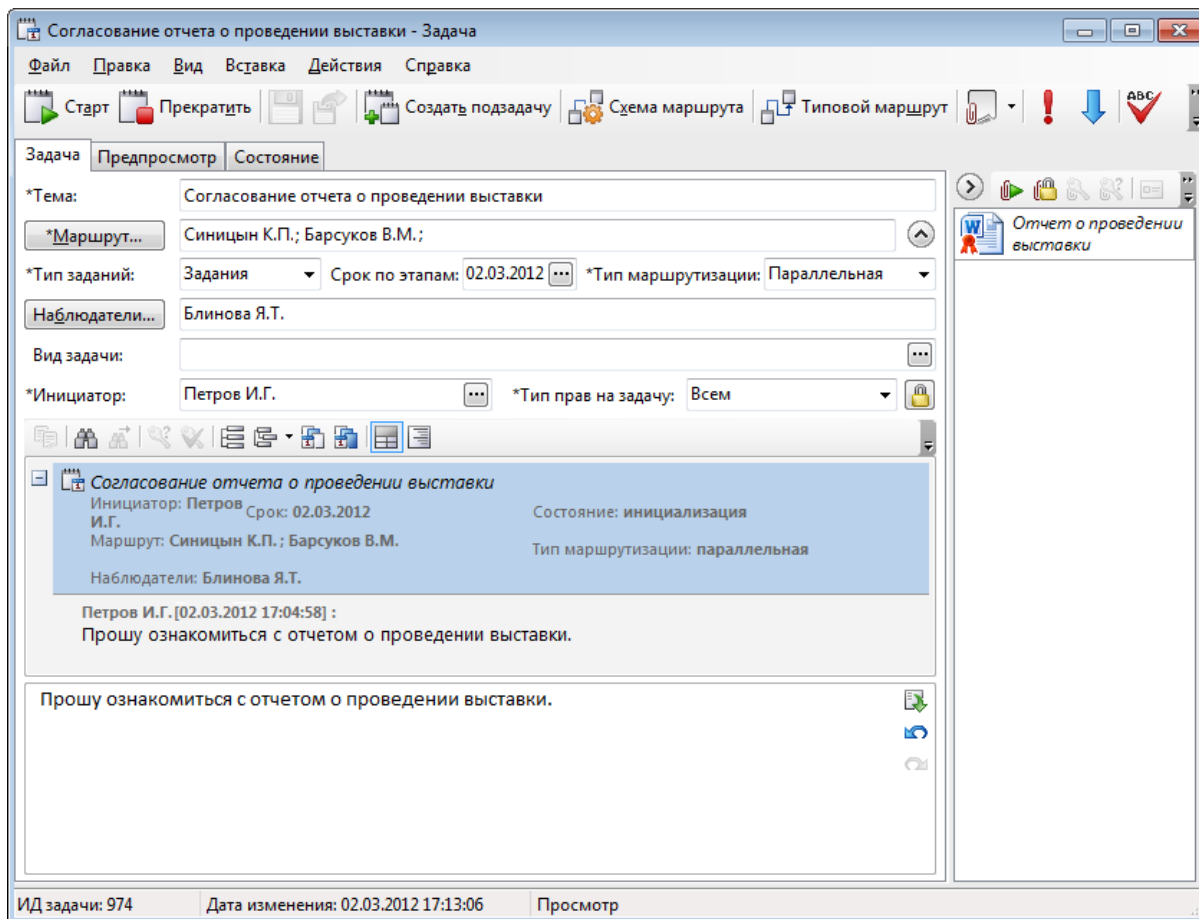 Согласование отчета о проведении выставки - Задача
Файл Правка Вид Вставка Действия Справка
Старт Прекратить Создать подзадачу Схема маршрута Типовой маршрут ABC
Задача Предпросмотр Состояние
*Тема: Согласование отчета о проведении выставки
*Маршрут... Синицын К.П.; Барсуков В.М.;
*Тип заданий: Задания Срок по этапам: 02.03.2012 ... *Тип маршрутизации: Параллельная
Наблюдатели... Блинова Я.Т.
Вид задачи: ...
*Инициатор: Петров И.Г. ... *Тип прав на задачу: Всем
Согласование отчета о проведении выставки
Инициатор: Петров И.Г. Срок: 02.03.2012 Состояние: инициализация
Маршрут: Синицын К.П.; Барсуков В.М. Тип маршрутизации: параллельная
Наблюдатели: Блинова Я.Т.
Петров И.Г.[02.03.2012 17:04:58] :
Прошу ознакомиться с отчетом о проведении выставки.
Прошу ознакомиться с отчетом о проведении выставки.
Отчет о проведении
выставки
ИД задачи: 974 Дата изменения: 02.03.2012 17:13:06 Просмотр